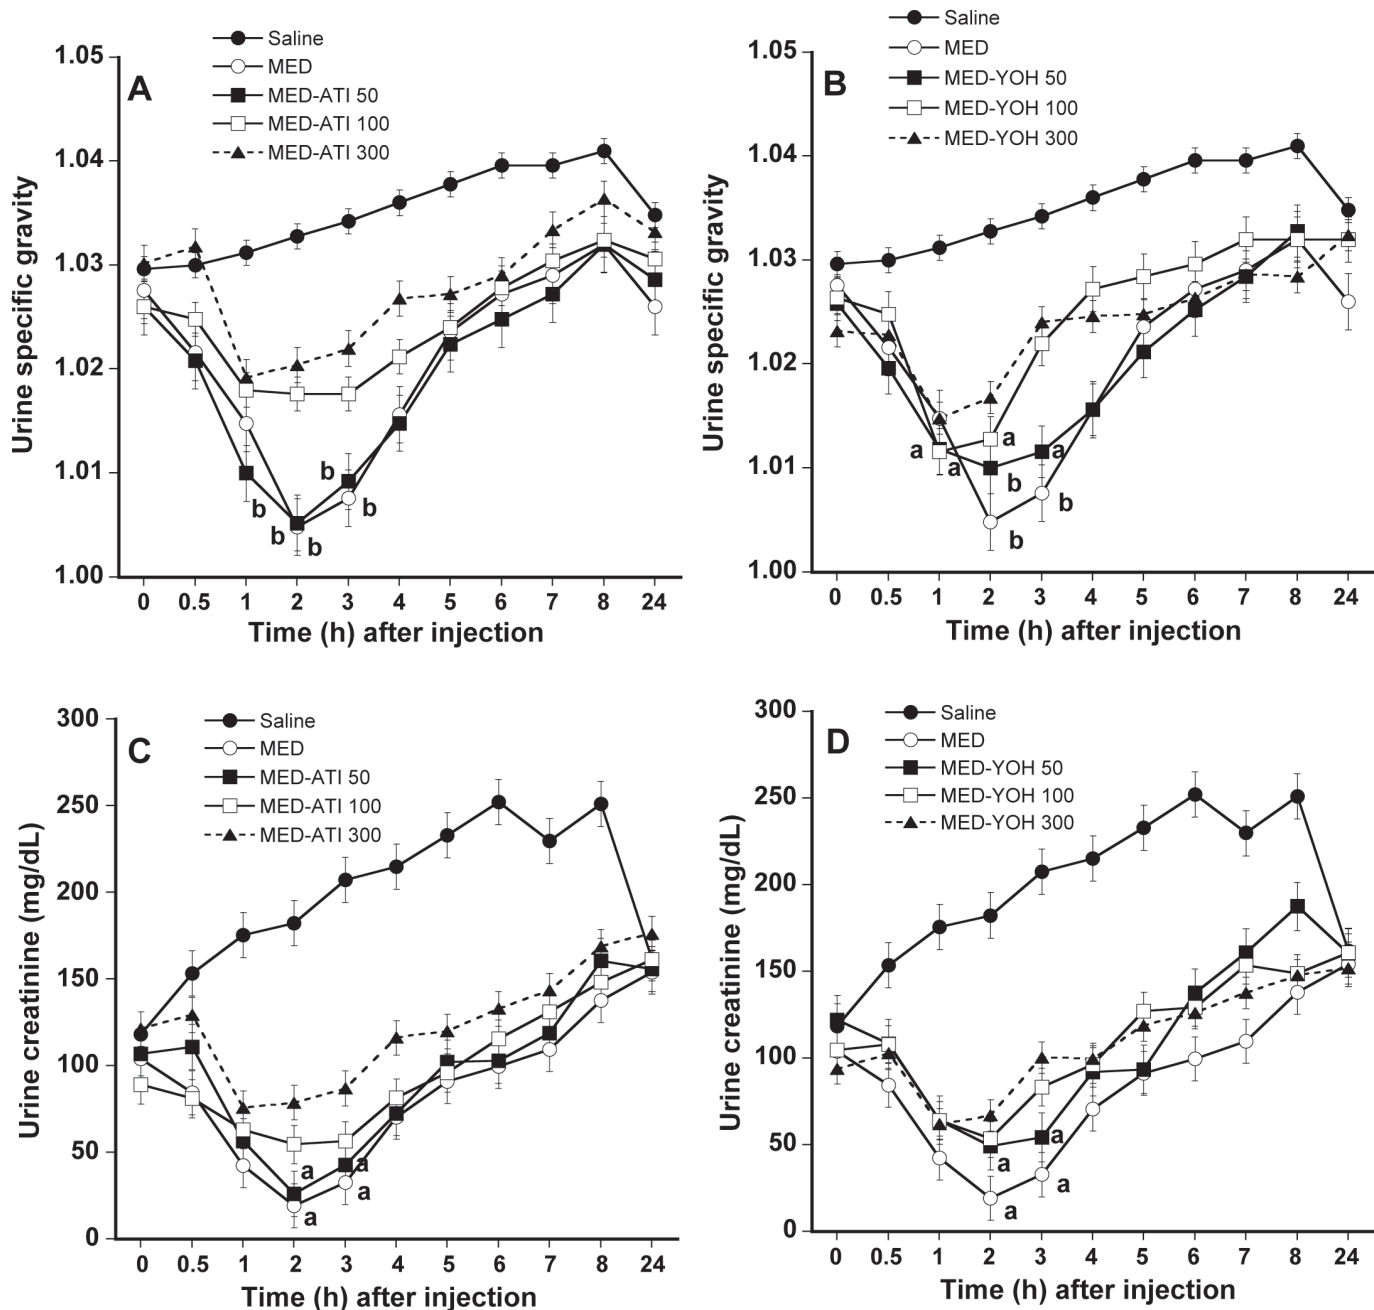 Saline
MED
MED-ATI 50
MED-ATI 100
MED-ATI 300
A
1.05
1.04
1.03
1.02
1.01
1.00
Urine specific gravity
b
b
b
b
b
0 0.5 1 2 3 4 5 6 7 8 24
Time (h) after injection
Saline
MED
MED-YOH 50
MED-YOH 100
MED-YOH 300
B
1.05
1.04
1.03
1.02
1.01
1.00
Urine specific gravity
a
a
a
a
b
b
b
0 0.5 1 2 3 4 5 6 7 8 24
Time (h) after injection
Saline
MED
MED-ATI 50
MED-ATI 100
MED-ATI 300
C
300
250
200
150
100
50
0
Urine creatinine (mg/dL)
a
a
a
a
0 0.5 1 2 3 4 5 6 7 8 24
Time (h) after injection
Saline
MED
MED-YOH 50
MED-YOH 100
MED-YOH 300
D
300
250
200
150
100
50
0
Urine creatinine (mg/dL)
a
a
a
a
0 0.5 1 2 3 4 5 6 7 8 24
Time (h) after injection